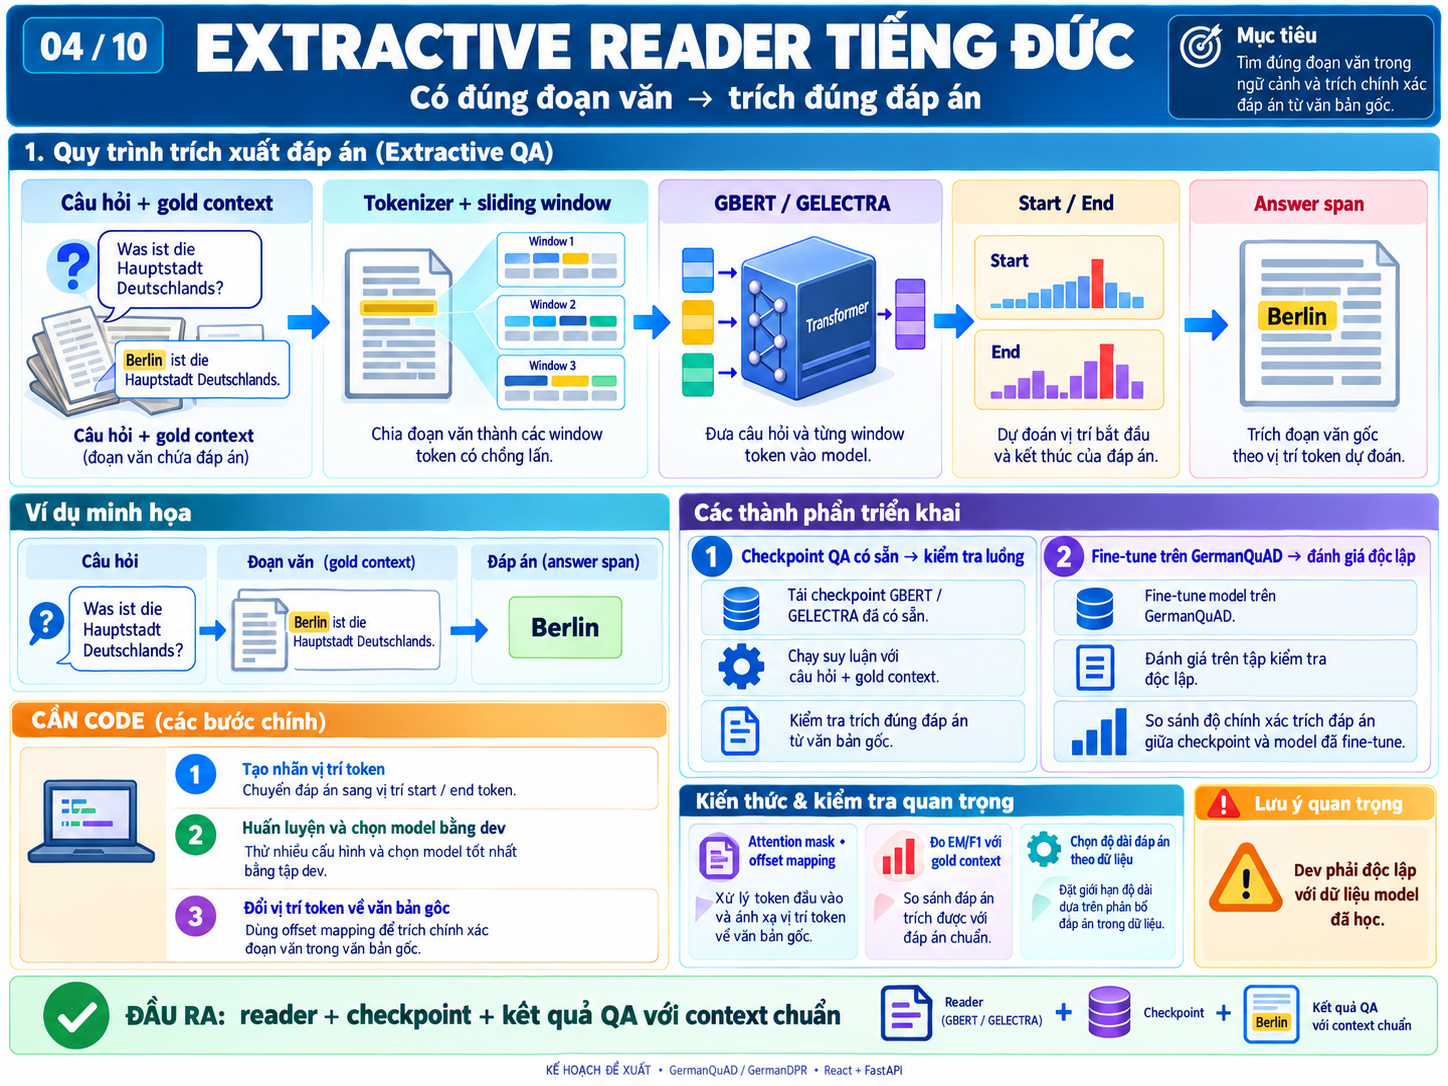 04 / 10
EXTRACTIVE READER TIẾNG ĐỨC
Có đúng đoạn văn → trích đúng đáp án
Mục tiêu
Tìm đúng đoạn văn trong
ngữ cảnh và trích chính xác
đáp án từ văn bản gốc.
1. Quy trình trích xuất đáp án (Extractive QA)
Câu hỏi + gold context
Was ist die
Hauptstadt
Deutschlands?
Berlin ist die
Hauptstadt Deutschlands.
Câu hỏi + gold context
(đoạn văn chứa đáp án)
Tokenizer + sliding window
Window 1
Window 2
Window 3
Chia đoạn văn thành các window
token có chồng lấn.
GBERT / GELECTRA
Transformer
Đưa câu hỏi và từng window
token vào model.
Start / End
Start
End
Dự đoán vị trí bắt đầu
và kết thúc của đáp án.
Answer span
Berlin
Trích đoạn văn gốc
theo vị trí token dự đoán.
Ví dụ minh họa
Câu hỏi
Was ist die
Hauptstadt
Deutschlands?
Đoạn văn (gold context)
Berlin ist die
Hauptstadt Deutschlands.
Đáp án (answer span)
Berlin
Các thành phần triển khai
1 Checkpoint QA có sẵn → kiểm tra luồng
Tải checkpoint GBERT /
GELECTRA đã có sẵn.
Chạy suy luận với
câu hỏi + gold context.
Kiểm tra trích đúng đáp án
từ văn bản gốc.
2 Fine-tune trên GermanQuAD → đánh giá độc lập
Fine-tune model trên
GermanQuAD.
Đánh giá trên tập kiểm tra
độc lập.
So sánh độ chính xác trích đáp án
giữa checkpoint và model đã fine-tune.
CẦN CODE (các bước chính)
1 Tạo nhãn vị trí token
Chuyển đáp án sang vị trí start / end token.
2 Huấn luyện và chọn model bằng dev
Thử nhiều cấu hình và chọn model tốt nhất
bằng tập dev.
3 Đổi vị trí token về văn bản gốc
Dùng offset mapping để trích chính xác
đoạn văn trong văn bản gốc.
Kiến thức & kiểm tra quan trọng
Attention mask •
offset mapping
Xử lý token đầu vào
và ánh xạ vị trí token
về văn bản gốc.
Đo EM/F1 với
gold context
So sánh đáp án
trích được với
đáp án chuẩn.
Chọn độ dài đáp án
theo dữ liệu
Đặt giới hạn độ dài
dựa trên phân bố
đáp án trong dữ liệu.
Lưu ý quan trọng
Dev phải độc lập
với dữ liệu model
đã học.
ĐẦU RA: reader + checkpoint + kết quả QA với context chuẩn
Reader
(GBERT / GELECTRA)
+
Checkpoint
+
Berlin
Kết quả QA
với context chuẩn
KẾ HOẠCH ĐỀ XUẤT • GermanQuAD / GermanDPR • React + FastAPI